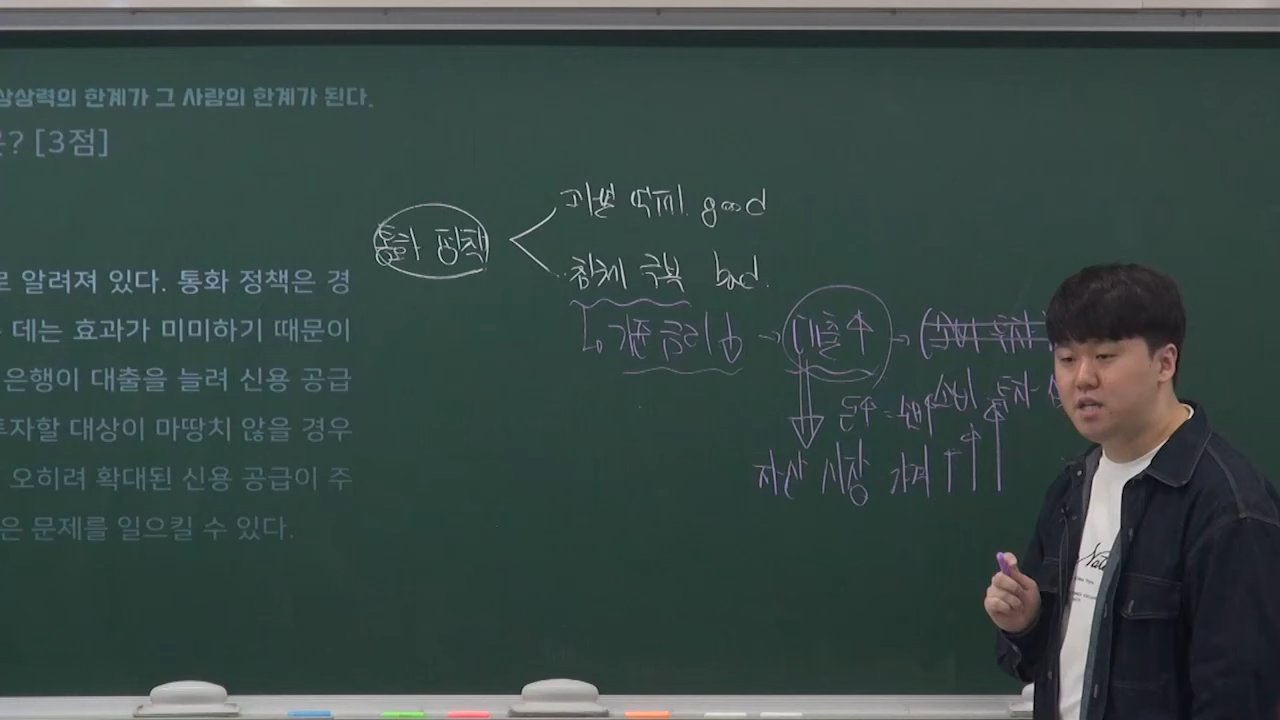 상상력의 한계가 그 사람의 한계가 된다.
? [3점]
로 알려져 있다. 통화 정책은 경
데는 효과가 미미하기 때문이
은행이 대출을 늘려 신용 공급
투자할 대상이 마땅치 않을 경우
오히려 확대된 신용 공급이 주
은 문제를 일으킬 수 있다.
통화 정책
과열 억제 good
침체 극복 bad.
기준 금리 ↓ → 대출 ↑ →
소비 투자
자산 시장 가격 ↑ ↑ ↑